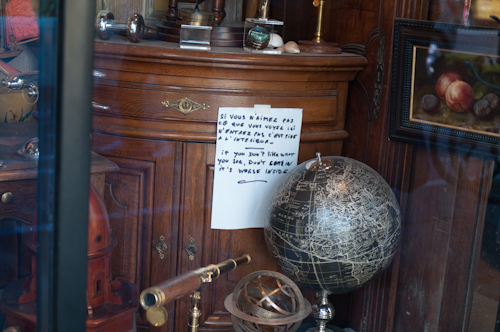 SI VOUS N'AIMEZ PAS
CE QUE VOUS VOYEZ ICI
N'ENTREZ PAS C'EST PIRE
A L'INTERIEUR...
IF YOU DON'T LIKE WHAT
YOU SEE, DON'T COME IN
IT'S WORSE INSIDE